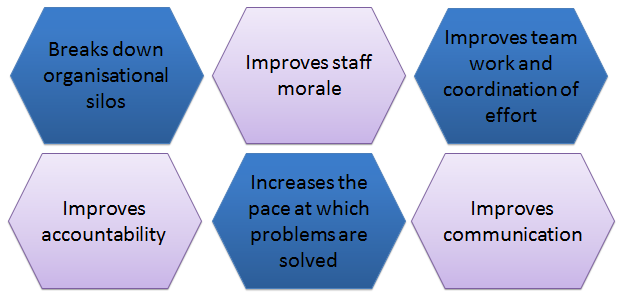 Breaks down
organisational
silos
Improves staff
morale
Improves team
work and
coordination of
effort
Improves
accountability
Increases the
pace at which
problems are
solved
Improves
communication